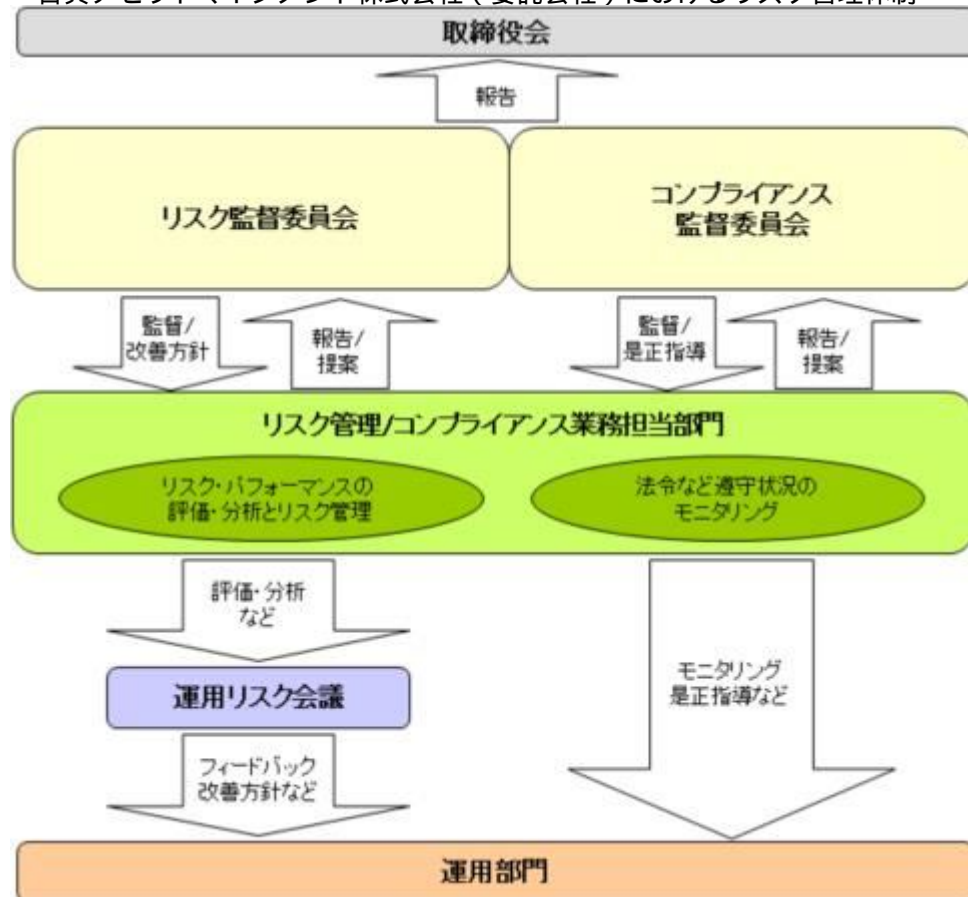 取締役会
報告
リスク監督委員会
コンプライアンス
監督委員会
監督/
改善方針
報告/
提案
監督/
是正指導
報告/
提案
リスク管理/コンプライアンス業務担当部門
リスク・パフォーマンスの
評価・分析とリスク管理
法令など遵守状況の
モニタリング
評価・分析
など
運用リスク会議
モニタリング
是正指導など
フィードバック
改善方針など
運用部門